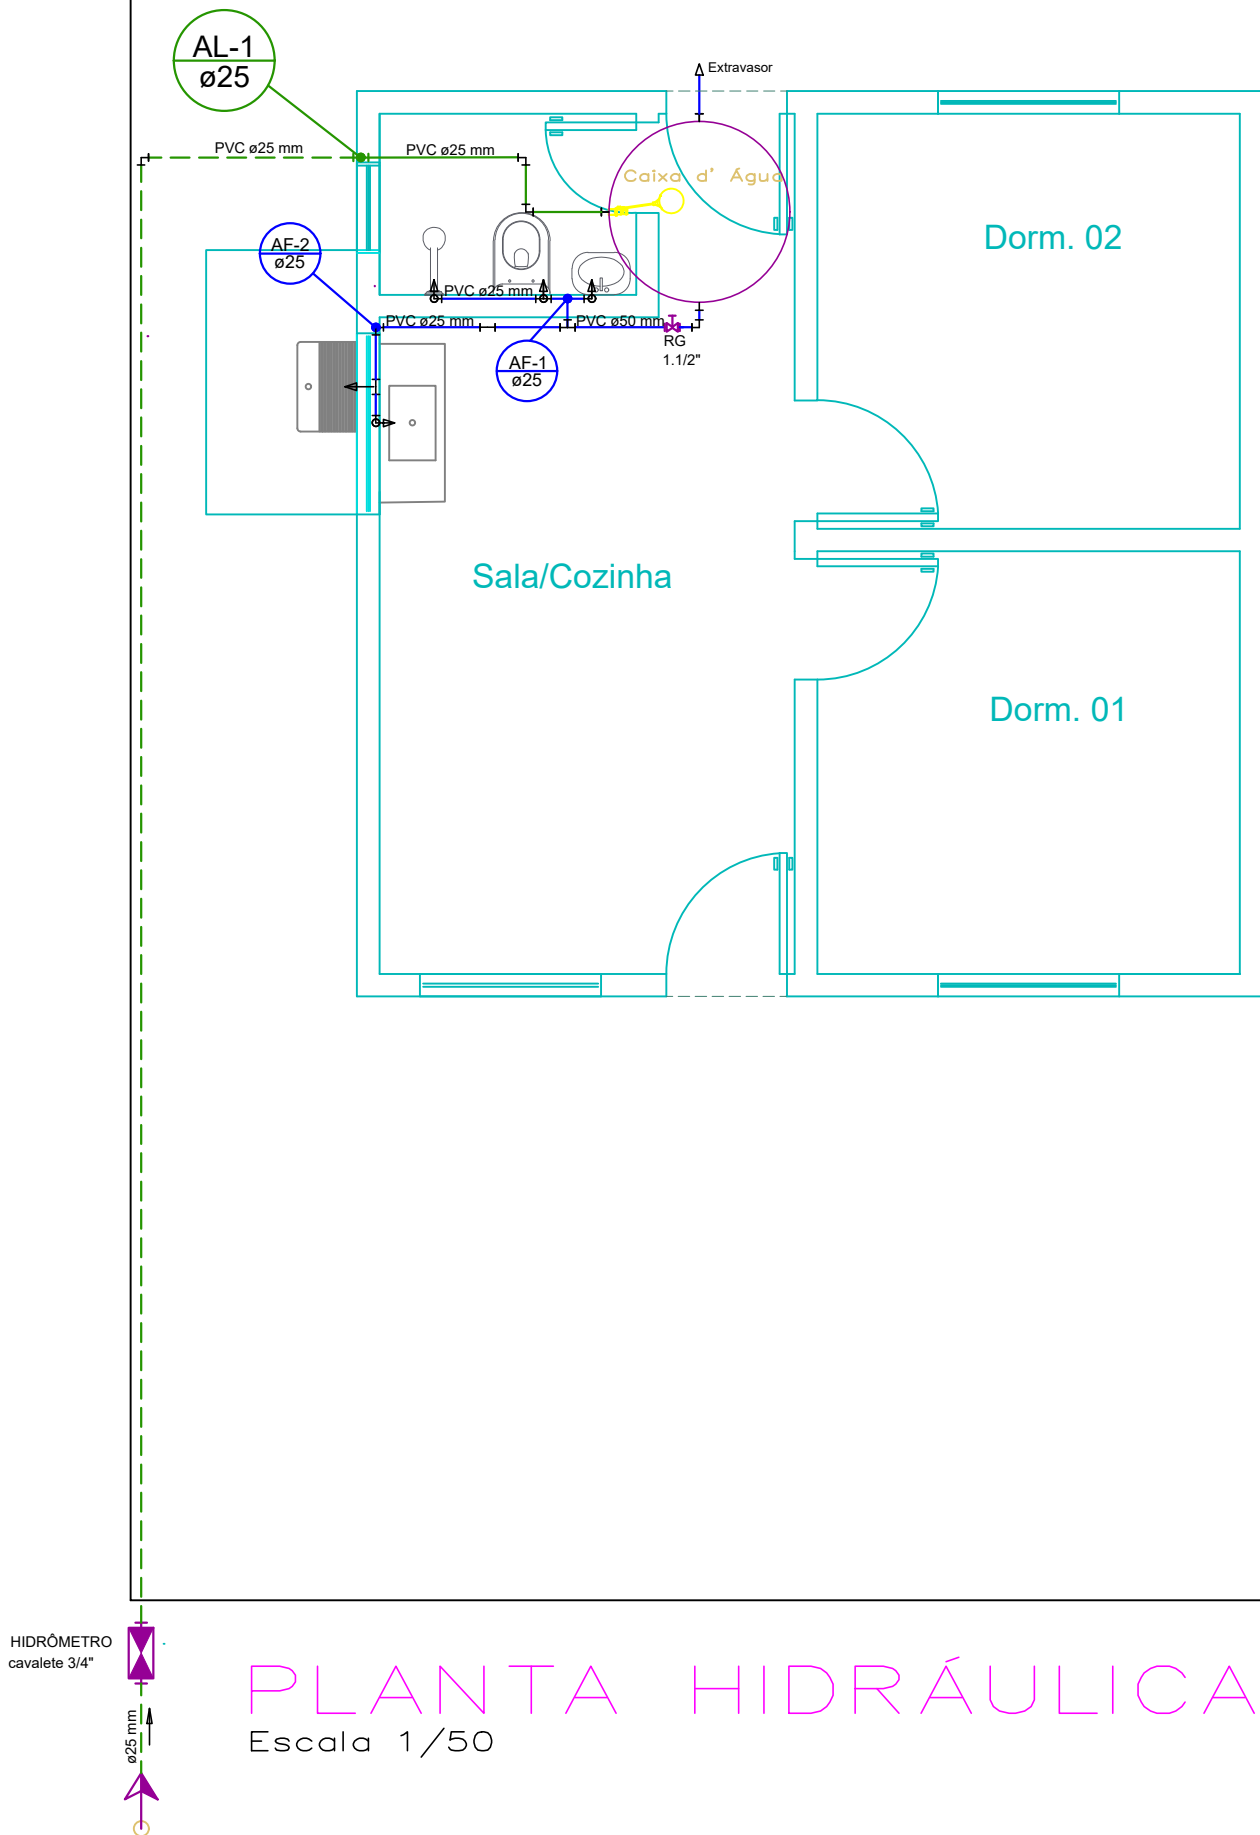 AL-1
ø25
Extravasor
PVC ø25 mm
PVC ø25 mm
Caixa d' Água
Dorm. 02
AF-2
ø25
PVC ø25 mm
PVC ø25 mm
PVC ø50 mm
RG
1.1/2"
AF-1
ø25
Sala/Cozinha
Dorm. 01
HIDRÔMETRO
cavalete 3/4"
ø25 mm
PLANTA HIDRÁULICA
Escala 1/50